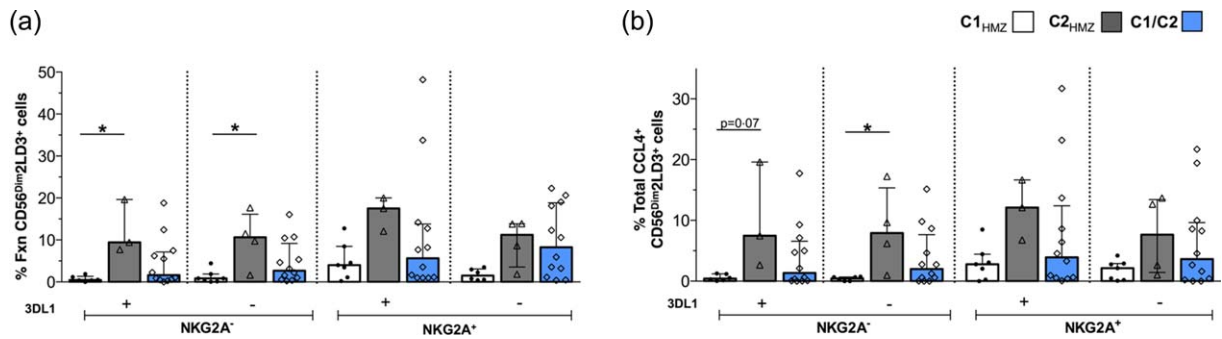 (a)
% Fxn CD56Dim2LD3+ cells
50
40
30
20
10
0
*
*
3DL1
+
-
+
-
NKG2A-
NKG2A+
(b)
C1HMZ
C2HMZ
C1/C2
% Total CCL4+
CD56Dim2LD3+ cells
30
20
10
0
p=0·07
*
3DL1
+
-
+
-
NKG2A-
NKG2A+